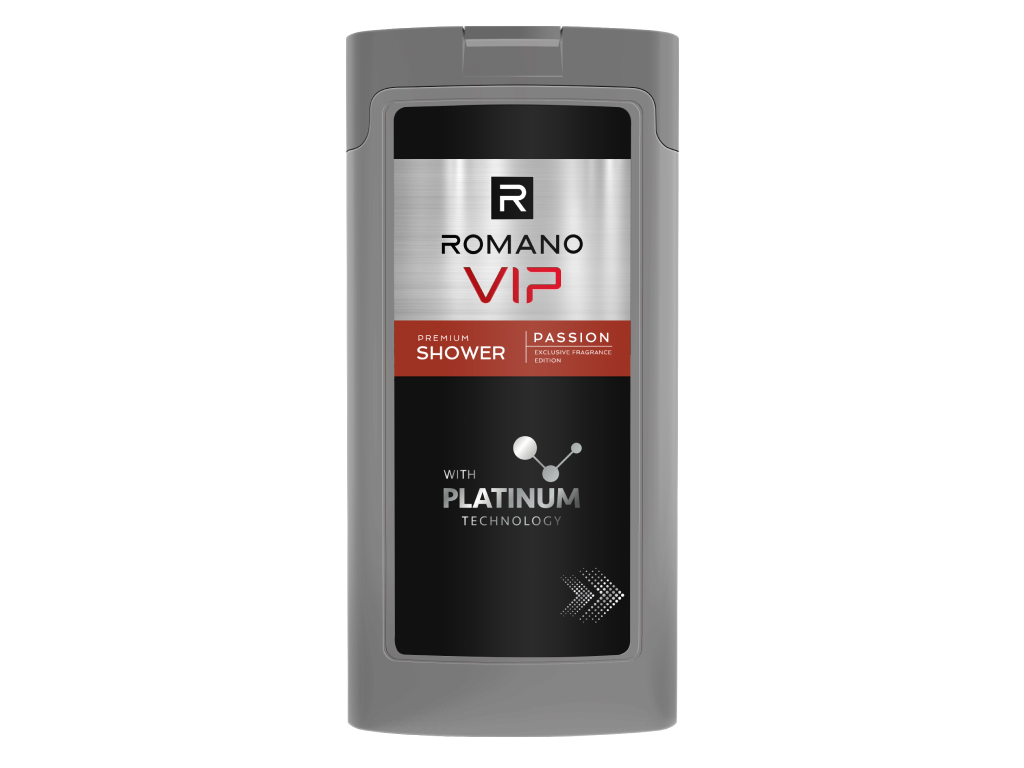 R
ROMANO
VIP
PREMIUM
SHOWER
PASSION
EXCLUSIVE FRAGRANCE
EDITION
WITH
PLATINUM
TECHNOLOGY